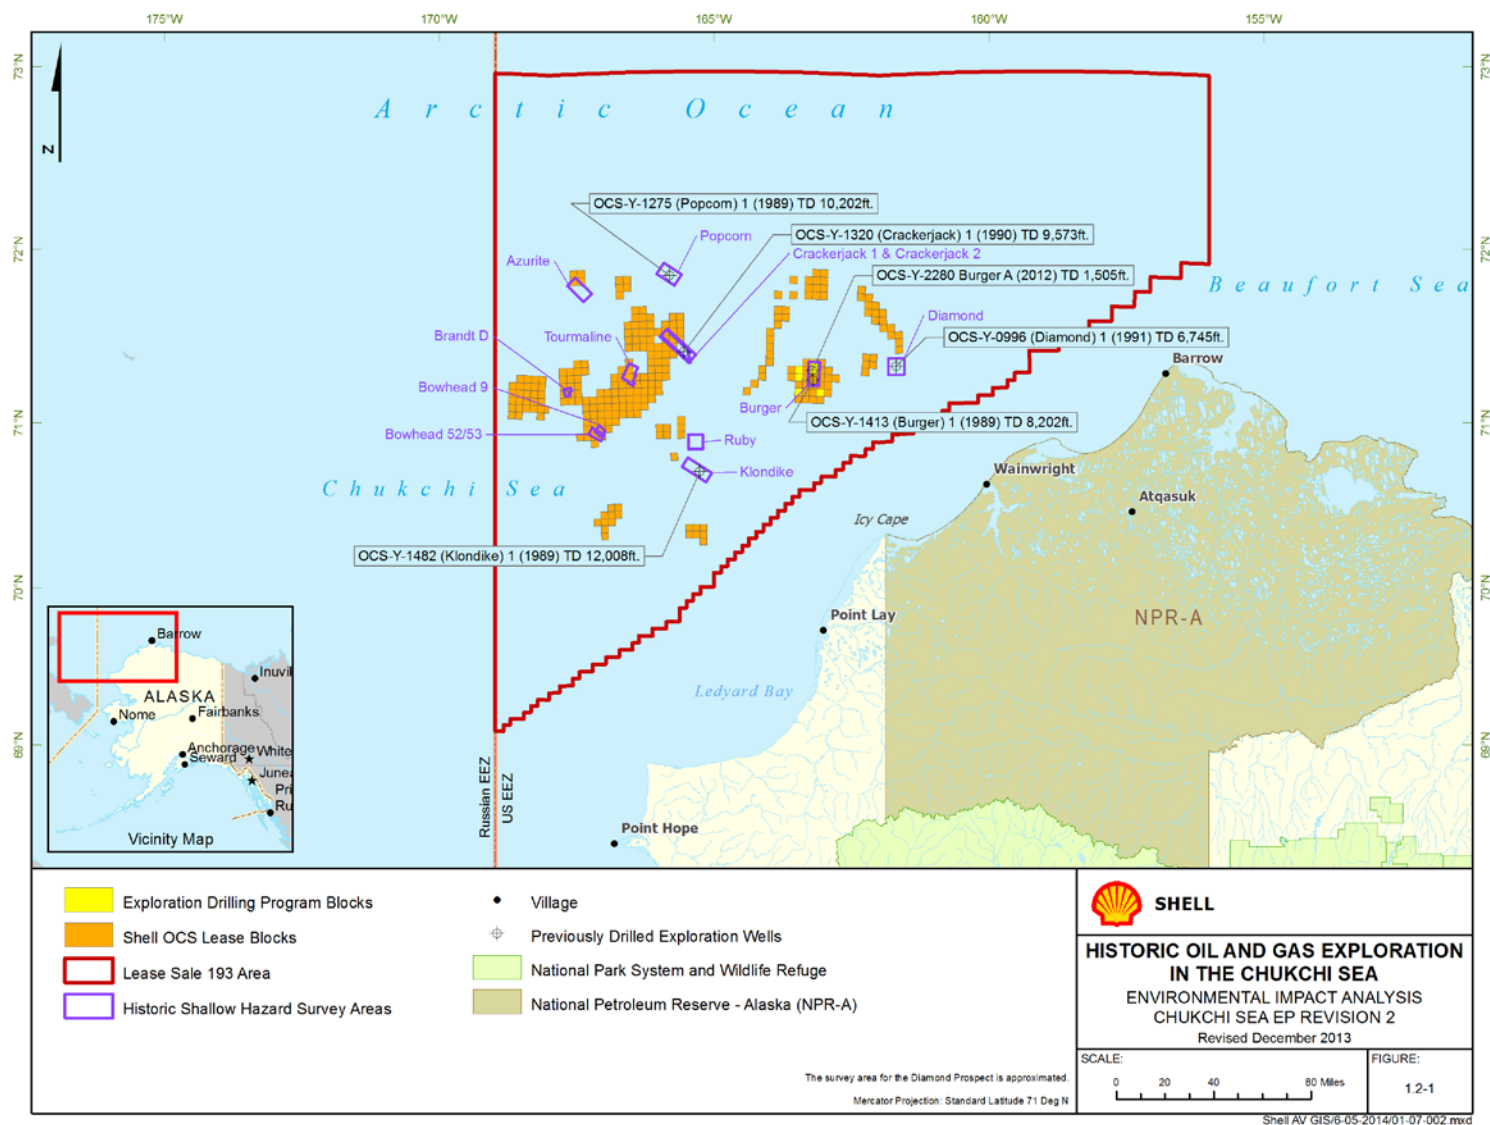 175°W
170°W
165°W
160°W
155°W
73°N
73°N
Arctic Ocean
N
OCS-Y-1275 (Popcorn) 1 (1989) TD 10,202ft.
Popcorn
OCS-Y-1320 (Crackerjack) 1 (1990) TD 9,573ft.
72°N
72°N
Crackerjack 1 & Crackerjack 2
Azurite
OCS-Y-2280 Burger A (2012) TD 1,505ft.
Beaufort Sea
Diamond
Brandt D
Tourmaline
OCS-Y-0996 (Diamond) 1 (1991) TD 6,745ft.
Barrow
Bowhead 9
Burger
OCS-Y-1413 (Burger) 1 (1989) TD 8,202ft.
71°N
71°N
Bowhead 52/53
Ruby
Klondike
Wainwright
Chukchi Sea
Atqasuk
Icy Cape
OCS-Y-1482 (Klondike) 1 (1989) TD 12,008ft.
70°N
70°N
Point Lay
NPR-A
Ledyard Bay
69°N
69°N
Russian EEZ
US EEZ
Point Hope
Barrow
Inuvik
ALASKA
Nome
Fairbanks
Anchorage
White
Seward
June
Pri
Ru
Vicinity Map
Exploration Drilling Program Blocks
Shell OCS Lease Blocks
Lease Sale 193 Area
Historic Shallow Hazard Survey Areas
Village
Previously Drilled Exploration Wells
National Park System and Wildlife Refuge
National Petroleum Reserve - Alaska (NPR-A)
The survey area for the Diamond Prospect is approximated.
Mercator Projection: Standard Latitude 71 Deg N
SHELL
HISTORIC OIL AND GAS EXPLORATION
IN THE CHUKCHI SEA
ENVIRONMENTAL IMPACT ANALYSIS
CHUKCHI SEA EP REVISION 2
Revised December 2013
SCALE:
0 20 40 80 Miles
FIGURE:
1.2-1
Shell AV GIS/6-05-2014/01-07-002.mxd